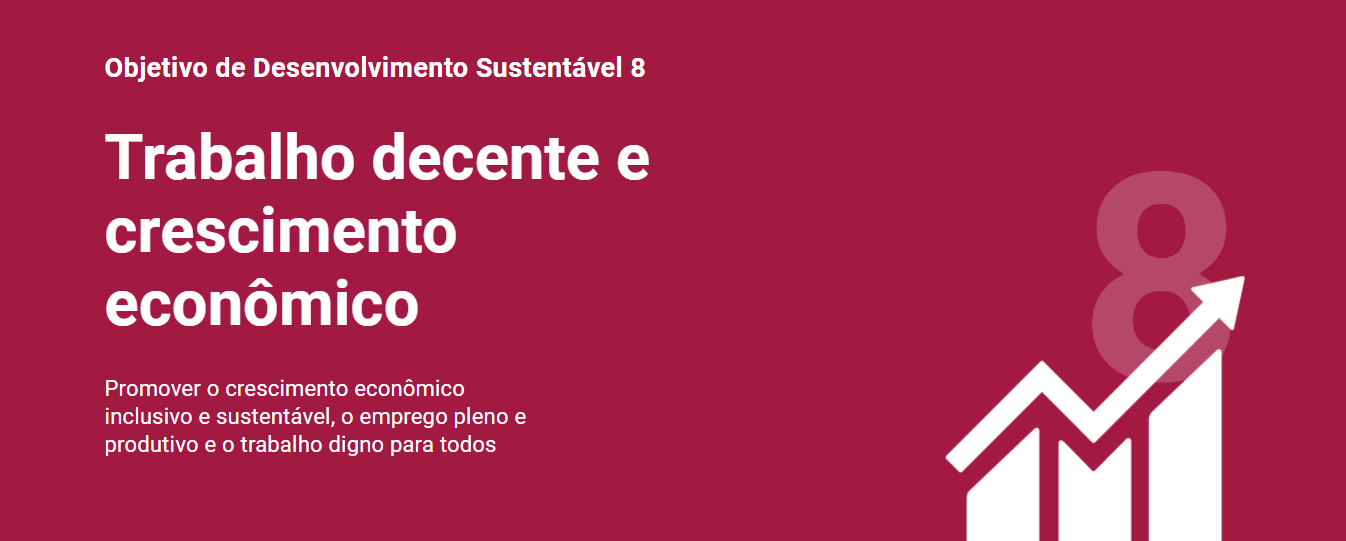 Objetivo de Desenvolvimento Sustentável 8
Trabalho decente e
crescimento
econômico
Promover o crescimento econômico
inclusivo e sustentável, o emprego pleno e
produtivo e o trabalho digno para todos
8